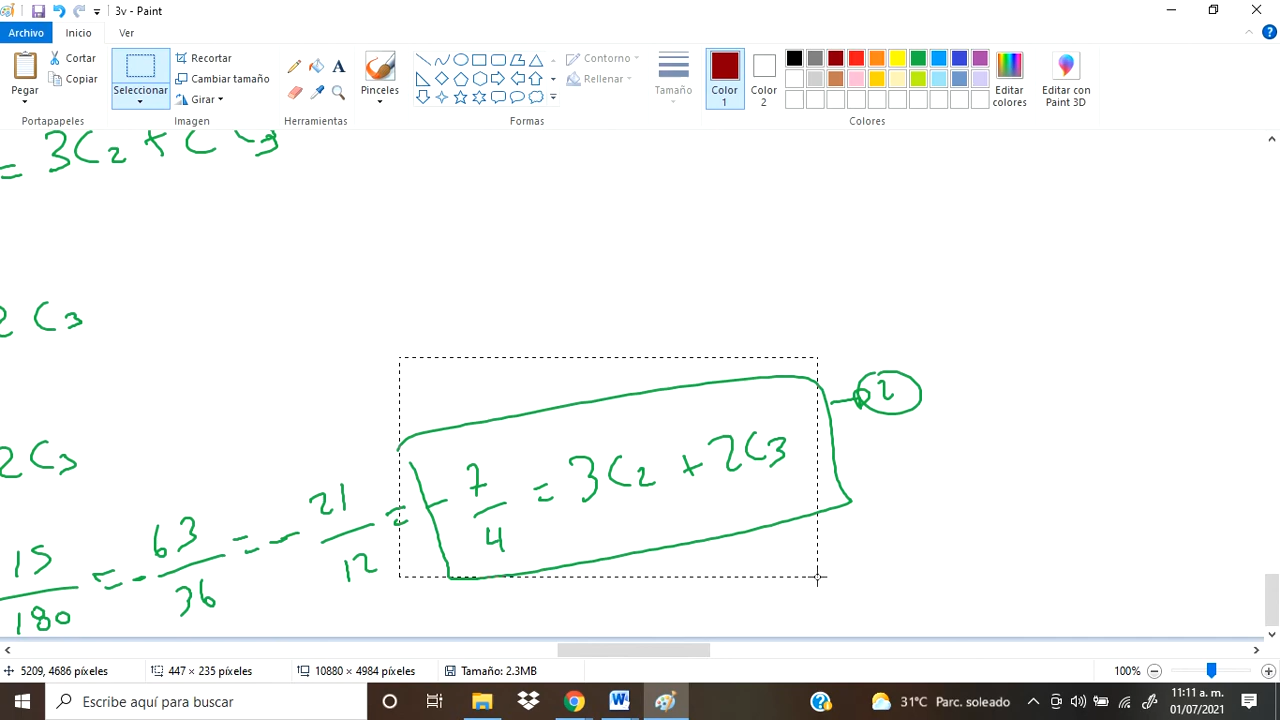 3v - Paint
Archivo Inicio Ver
Pegar Cortar Copiar
Seleccionar Recortar Cambiar tamaño Girar
A
Pinceles
Contorno Rellenar
Tamaño
Color 1 Color 2
Editar colores
Editar con Paint 3D
Portapapeles Imagen Herramientas Formas Colores
= 3C2 +
2 C3
2C3
15/180 = -63/36 = -21/12 = -7/4 = 3C2 + 2C3 → 2
5209, 4686 píxeles 447 × 235 píxeles 10880 × 4984 píxeles Tamaño: 2.3MB 100%
Escribe aquí para buscar 31°C Parc. soleado 11:11 a. m.
01/07/2021